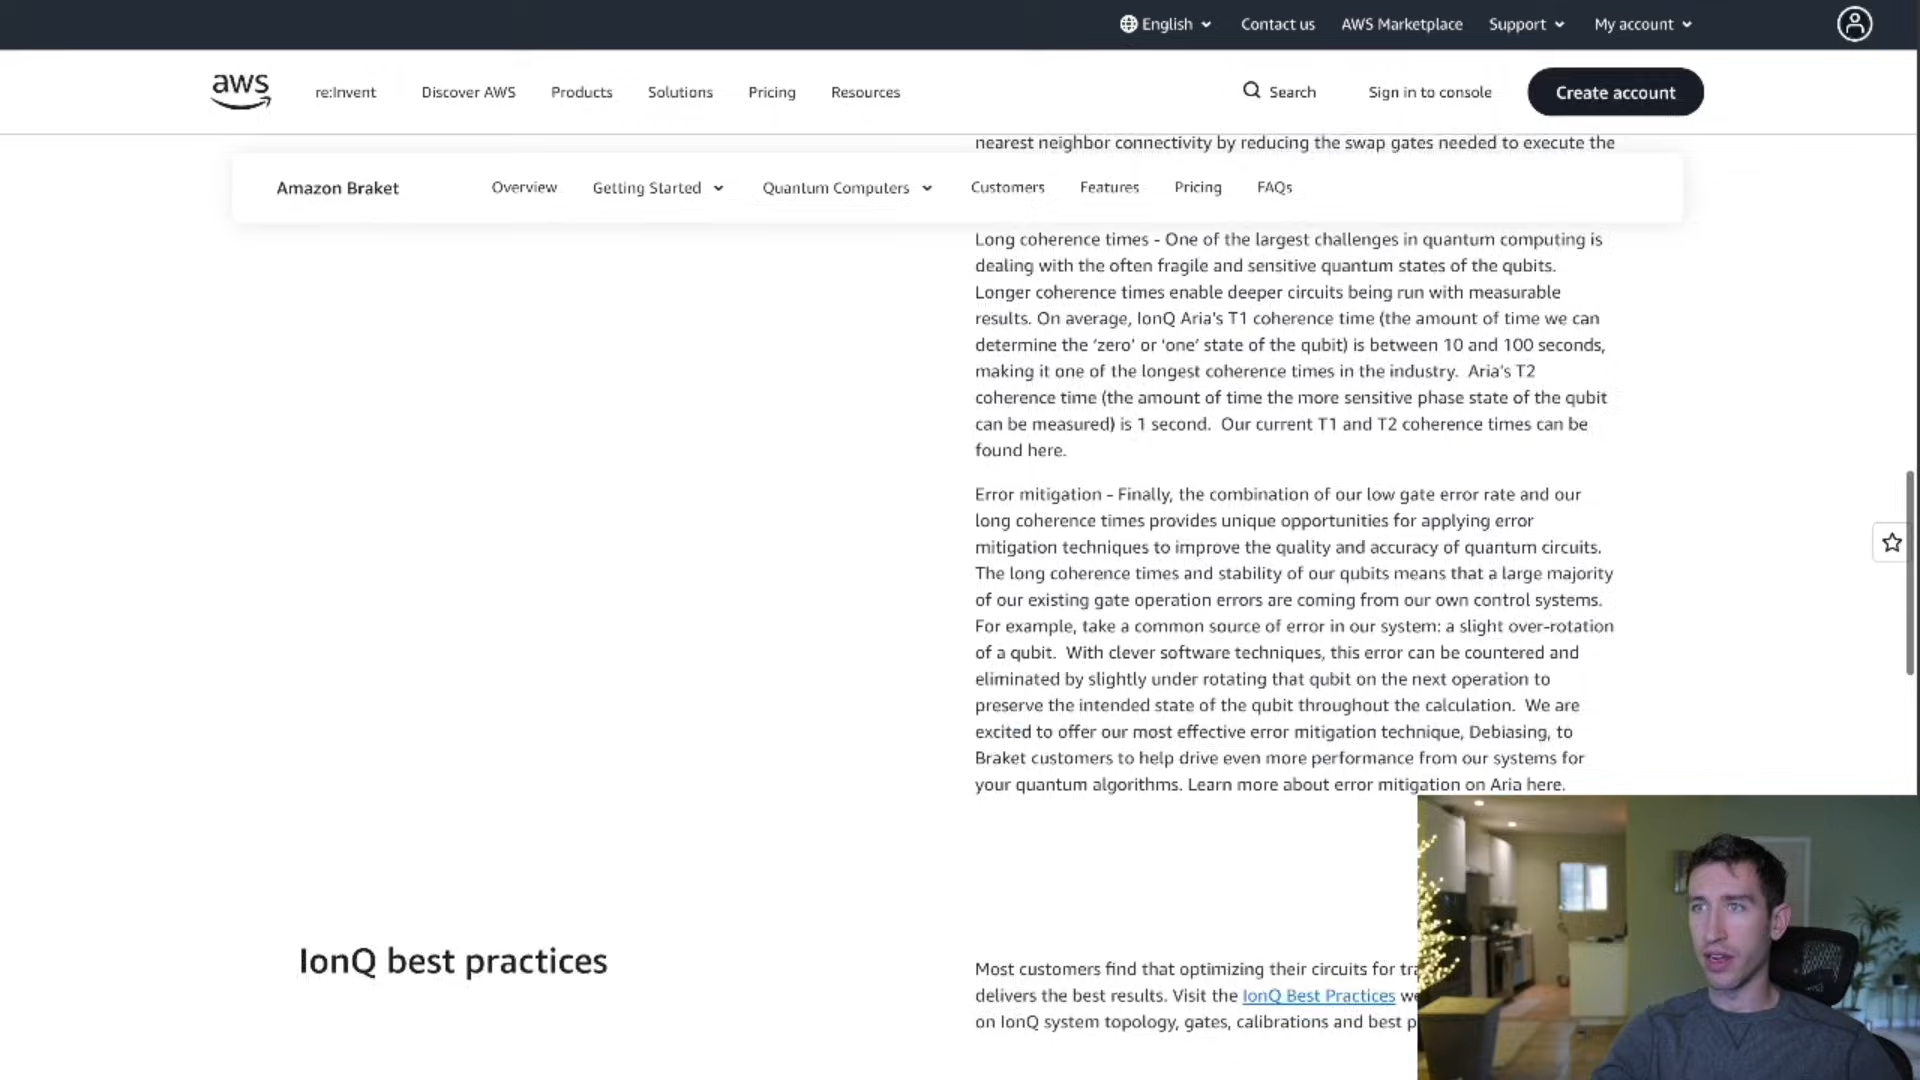 English
Contact us
AWS Marketplace
Support
My account
aws
re:Invent
Discover AWS
Products
Solutions
Pricing
Resources
Search
Sign in to console
Create account
nearest neighbor connectivity by reducing the swap gates needed to execute the
Amazon Braket
Overview
Getting Started
Quantum Computers
Customers
Features
Pricing
FAQs
Long coherence times - One of the largest challenges in quantum computing is
dealing with the often fragile and sensitive quantum states of the qubits.
Longer coherence times enable deeper circuits being run with measurable
results. On average, IonQ Aria's T1 coherence time (the amount of time we can
determine the ‘zero’ or ‘one’ state of the qubit) is between 10 and 100 seconds,
making it one of the longest coherence times in the industry.  Aria's T2
coherence time (the amount of time the more sensitive phase state of the qubit
can be measured) is 1 second.  Our current T1 and T2 coherence times can be
found here.
Error mitigation - Finally, the combination of our low gate error rate and our
long coherence times provides unique opportunities for applying error
mitigation techniques to improve the quality and accuracy of quantum circuits.
The long coherence times and stability of our qubits means that a large majority
of our existing gate operation errors are coming from our own control systems.
For example, take a common source of error in our system: a slight over-rotation
of a qubit.  With clever software techniques, this error can be countered and
eliminated by slightly under rotating that qubit on the next operation to
preserve the intended state of the qubit throughout the calculation.  We are
excited to offer our most effective error mitigation technique, Debiasing, to
Braket customers to help drive even more performance from our systems for
your quantum algorithms. Learn more about error mitigation on Aria here.
IonQ best practices
Most customers find that optimizing their circuits for
delivers the best results. Visit the IonQ Best Practices
on IonQ system topology, gates, calibrations and best